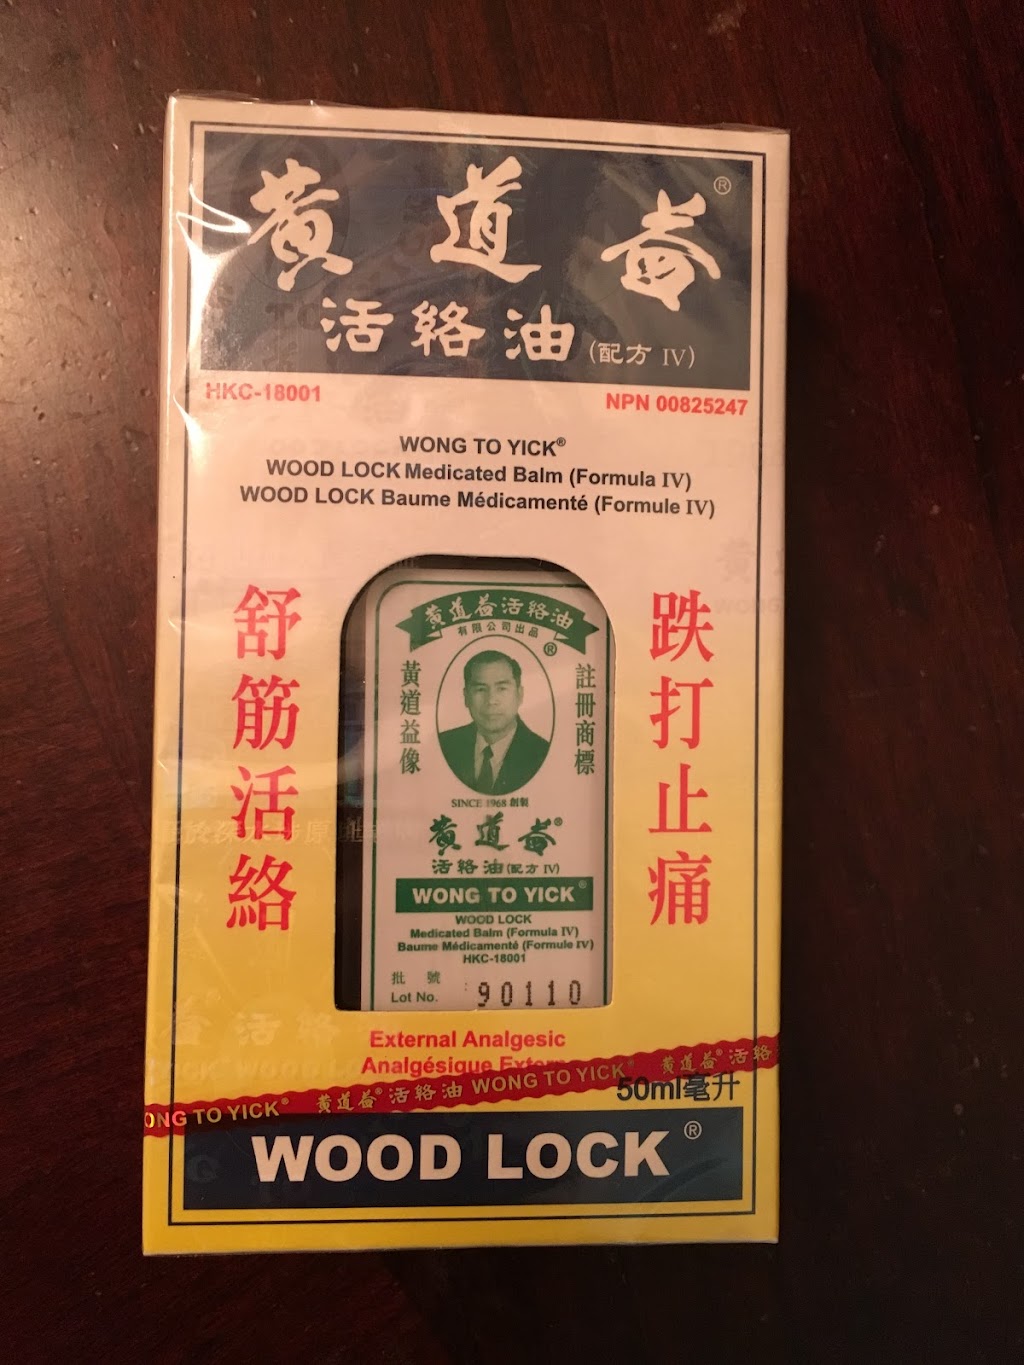 黃道益®
活絡油(配方 IV)
HKC-18001
NPN 00825247
WONG TO YICK®
WOOD LOCK Medicated Balm (Formula IV)
WOOD LOCK Baume Médicamenté (Formule IV)
舒筋活絡
跌打止痛
黃道益活絡油
有限公司出品
®
黃道益像
註冊商標
SINCE 1968 創製
黃道益®
活絡油(配方 IV)
WONG TO YICK®
WOOD LOCK
Medicated Balm (Formula IV)
Baume Médicamenté (Formule IV)
HKC-18001
批 號
Lot No. : 90110
External Analgesic
Analgésique
ONG TO YICK® 黃道益®活絡油 WONG TO YICK® 黃道益®活絡
50ml毫升
WOOD LOCK®